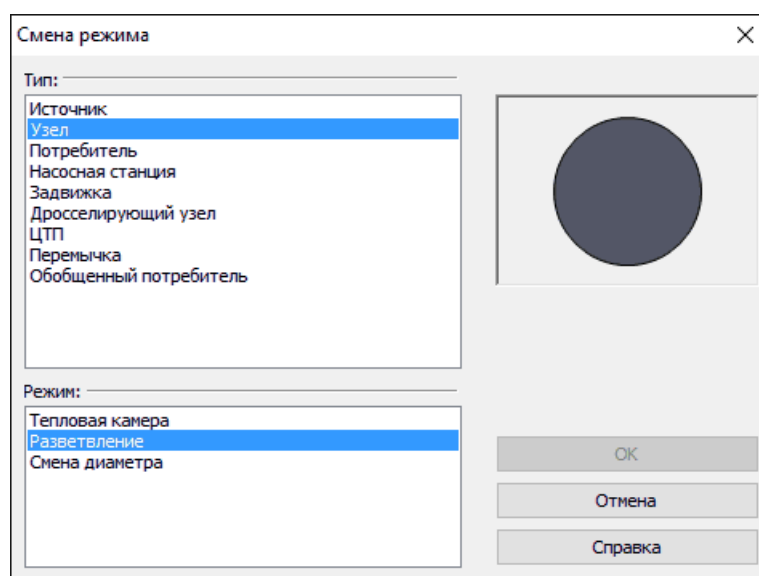 Смена режима
Тип:
Источник
Узел
Потребитель
Насосная станция
Задвижка
Дросселирующий узел
ЦТП
Перемычка
Обобщенный потребитель
Режим:
Тепловая камера
Разветвление
Смена диаметра
ОК
Отмена
Справка